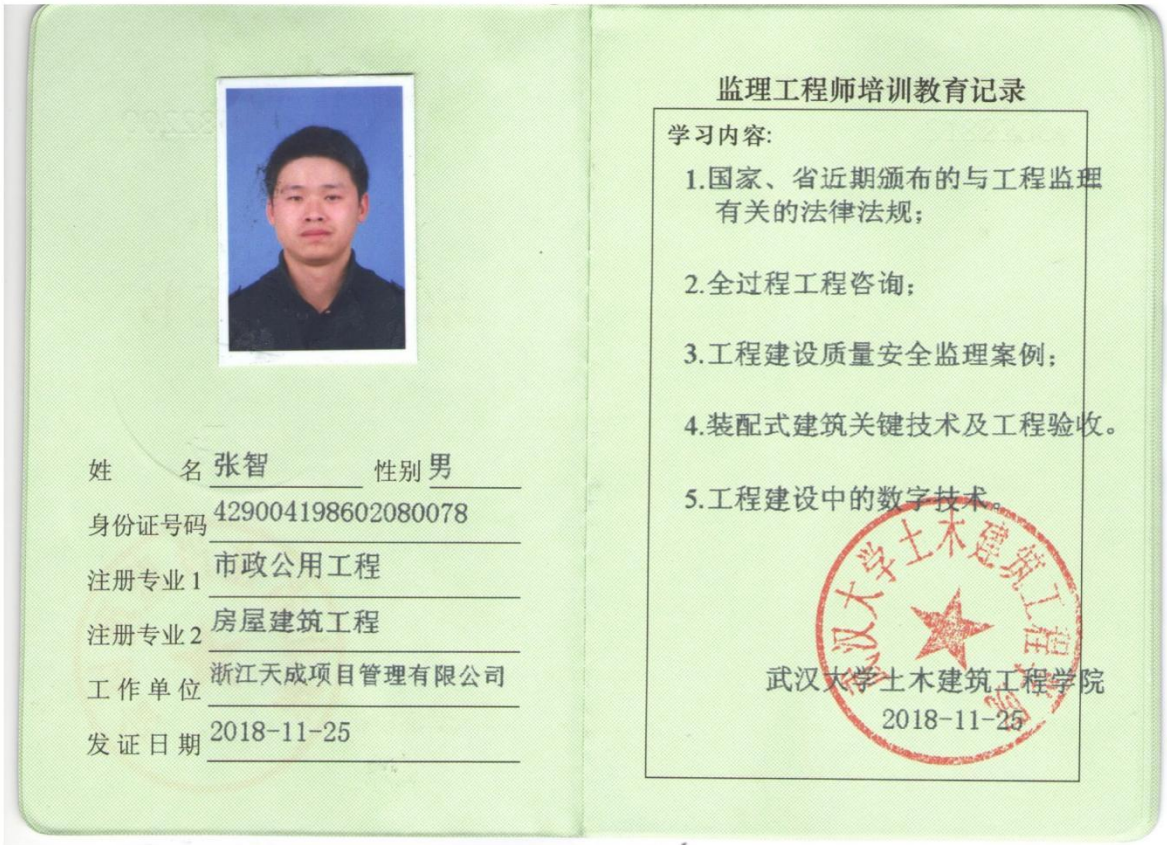 姓 名 张智 性别 男
身份证号码 429004198602080078
注册专业1 市政公用工程
注册专业2 房屋建筑工程
工作单位 浙江天成项目管理有限公司
发证日期 2018-11-25
监理工程师培训教育记录
学习内容:
1.国家、省近期颁布的与工程监理
有关的法律法规;
2.全过程工程咨询;
3.工程建设质量安全监理案例;
4.装配式建筑关键技术及工程验收。
5.工程建设中的数字技术。
武汉大学土木建筑工程学院
武汉大学土木建筑工程学院
2018-11-25